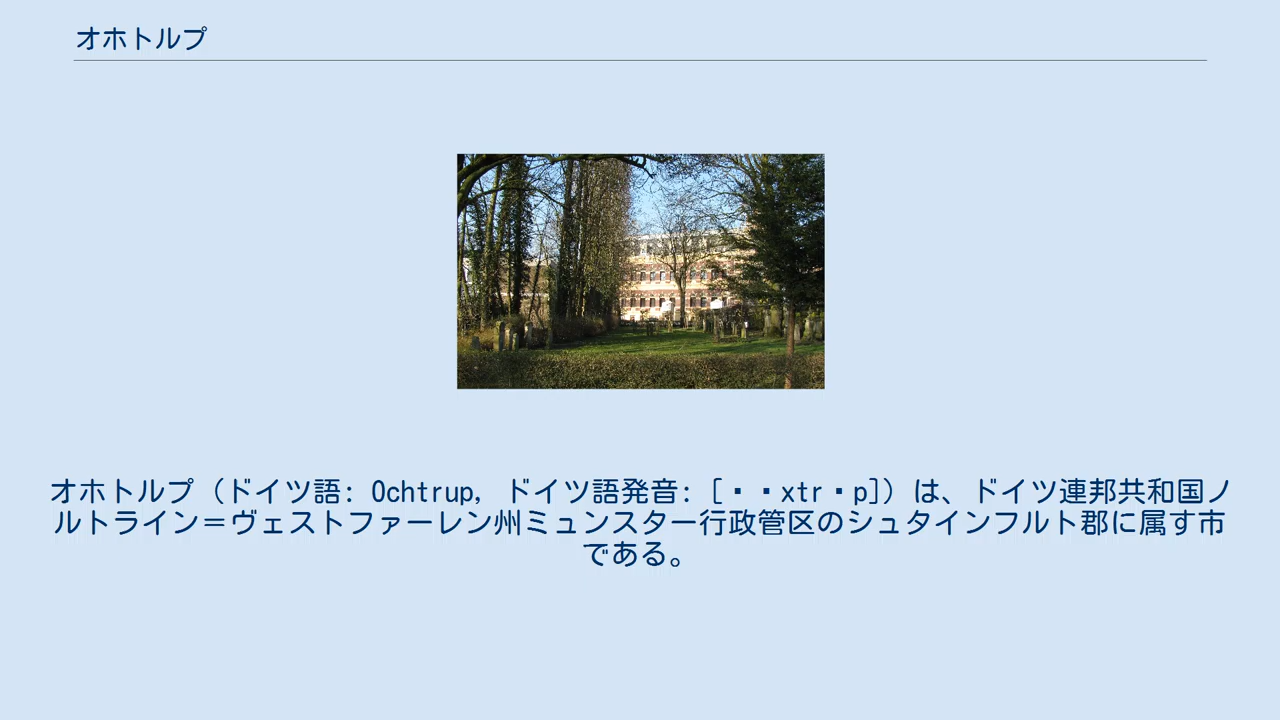 オホトルプ
オホトルプ（ドイツ語: Ochtrup, ドイツ語発音: [・・xtr・p]）は、ドイツ連邦共和国ノ
ルトライン＝ヴェストファーレン州ミュンスター行政管区のシュタインフルト郡に属す市
である。